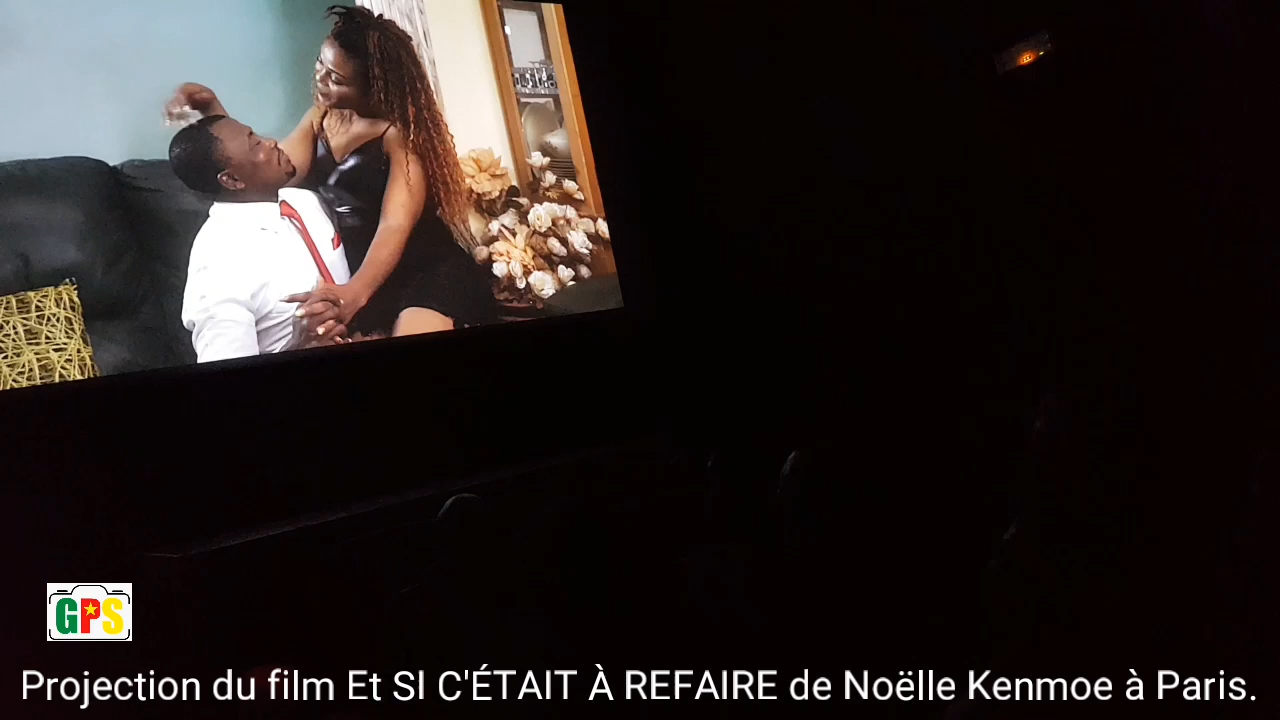 GPS
Projection du film Et SI C'ÉTAIT À REFAIRE de Noëlle Kenmoe à Paris.